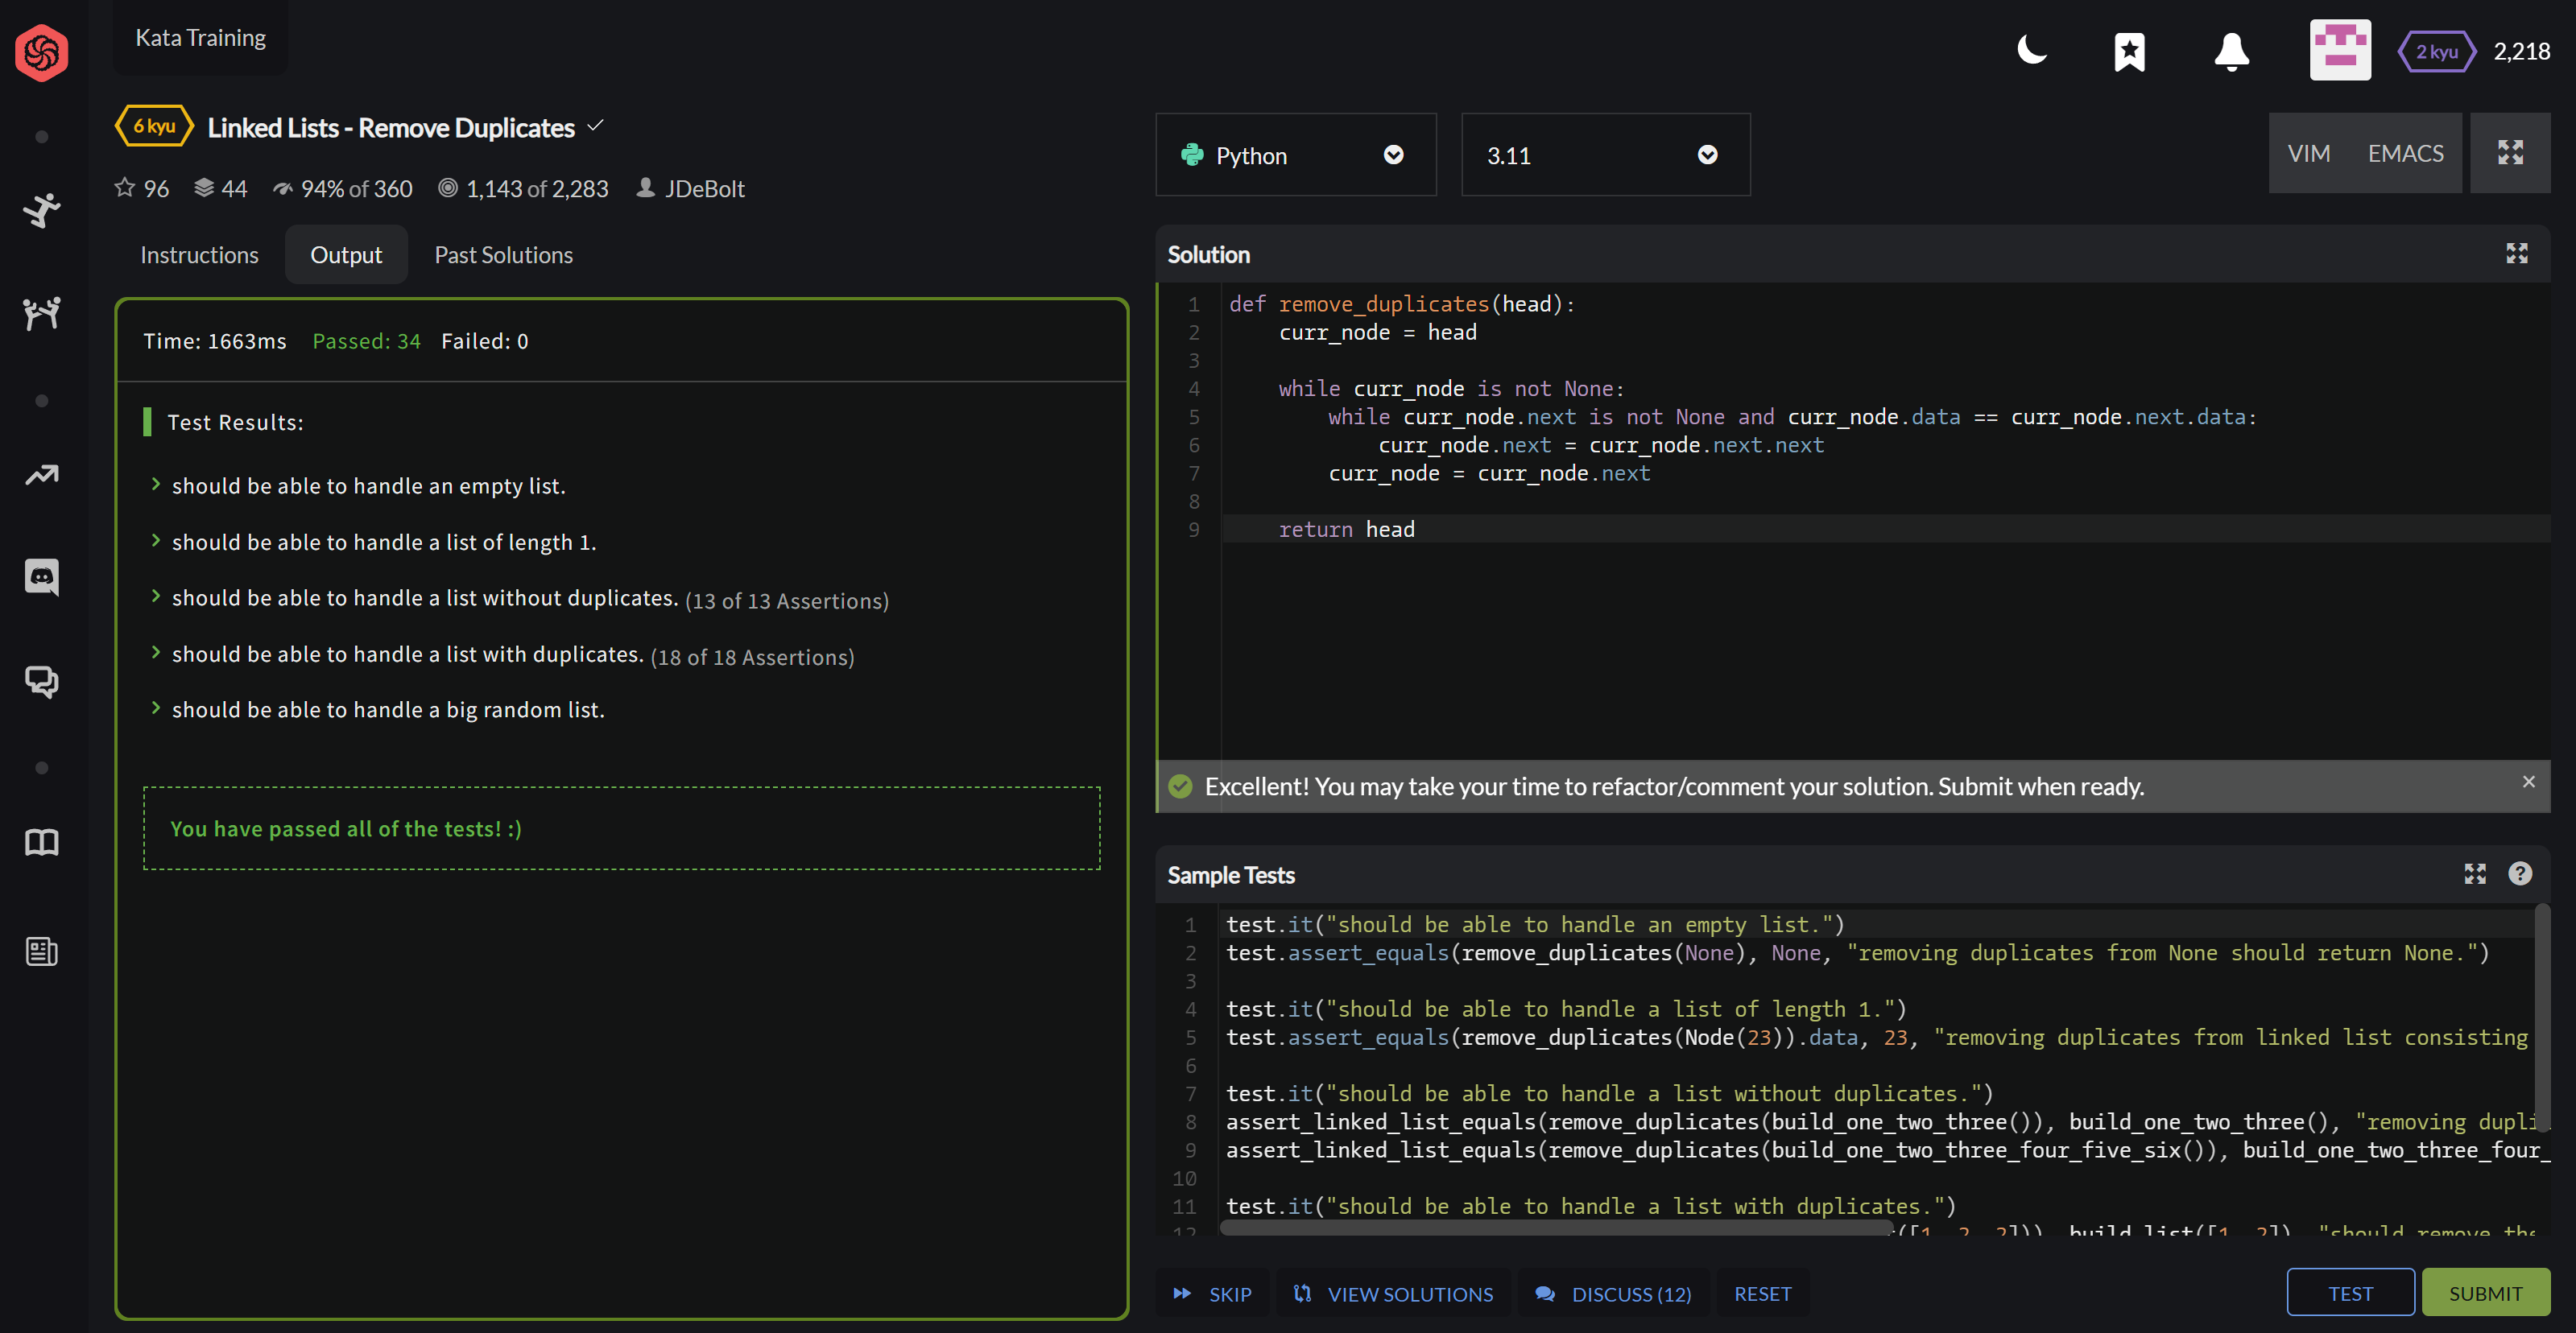 Kata Training
2 kyu
2,218
6 kyu
Linked Lists - Remove Duplicates
96
44
94% of 360
1,143 of 2,283
JDeBolt
Instructions
Output
Past Solutions
Time: 1663ms Passed: 34 Failed: 0
Test Results:
should be able to handle an empty list.
should be able to handle a list of length 1.
should be able to handle a list without duplicates. (13 of 13 Assertions)
should be able to handle a list with duplicates. (18 of 18 Assertions)
should be able to handle a big random list.
You have passed all of the tests! :)
Python
3.11
VIM
EMACS
Solution
1 def remove_duplicates(head):
2     curr_node = head
3
4     while curr_node is not None:
5         while curr_node.next is not None and curr_node.data == curr_node.next.data:
6             curr_node.next = curr_node.next.next
7         curr_node = curr_node.next
8
9     return head
Excellent! You may take your time to refactor/comment your solution. Submit when ready.
×
Sample Tests
?
1 test.it("should be able to handle an empty list.")
2 test.assert_equals(remove_duplicates(None), None, "removing duplicates from None should return None.")
3
4 test.it("should be able to handle a list of length 1.")
5 test.assert_equals(remove_duplicates(Node(23)).data, 23, "removing duplicates from linked list consisting
6
7 test.it("should be able to handle a list without duplicates.")
8 assert_linked_list_equals(remove_duplicates(build_one_two_three()), build_one_two_three(), "removing dupli
9 assert_linked_list_equals(remove_duplicates(build_one_two_three_four_five_six()), build_one_two_three_four_
10
11 test.it("should be able to handle a list with duplicates.")
12 ([1, 2, 2])), build_list([1, 2]), "should remove the
SKIP
VIEW SOLUTIONS
DISCUSS (12)
RESET
TEST
SUBMIT